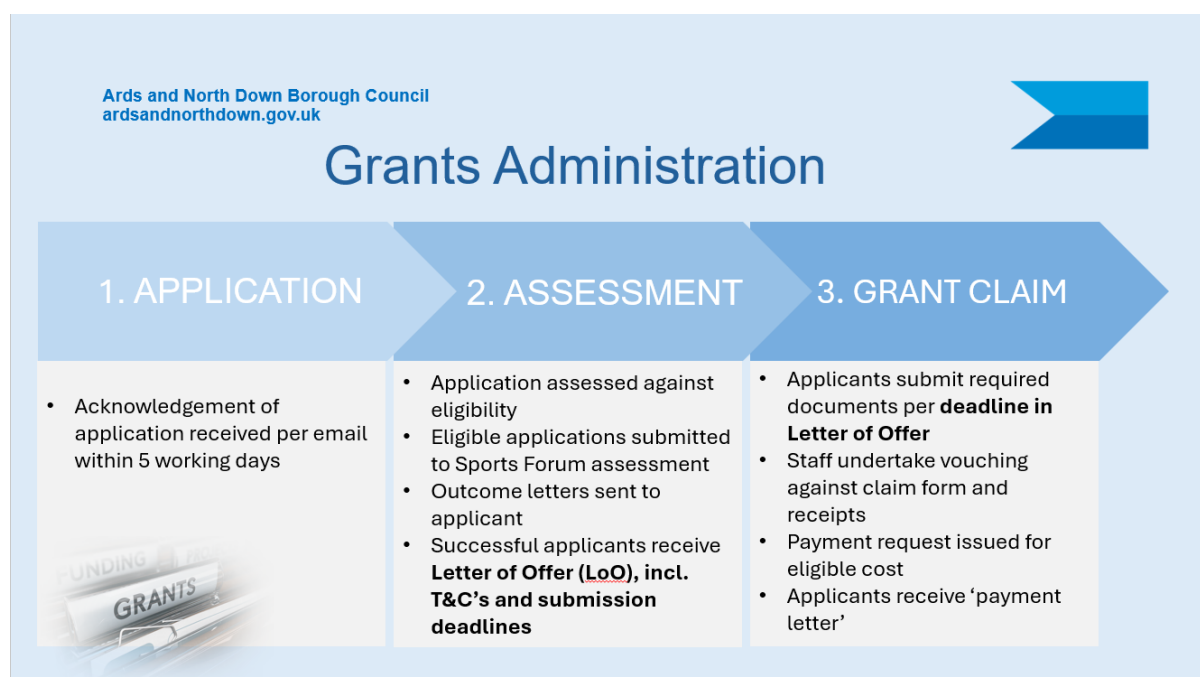 Ards and North Down Borough Council
ardsandnorthdown.gov.uk
Grants Administration
1. APPLICATION
2. ASSESSMENT
3. GRANT CLAIM
• Acknowledgement of
application received per email
within 5 working days
FUNDING
GRANTS
• Application assessed against
eligibility
• Eligible applications submitted
to Sports Forum assessment
• Outcome letters sent to
applicant
• Successful applicants receive
Letter of Offer (LoO), incl.
T&C’s and submission
deadlines
• Applicants submit required
documents per deadline in
Letter of Offer
• Staff undertake vouching
against claim form and
receipts
• Payment request issued for
eligible cost
• Applicants receive ‘payment
letter’